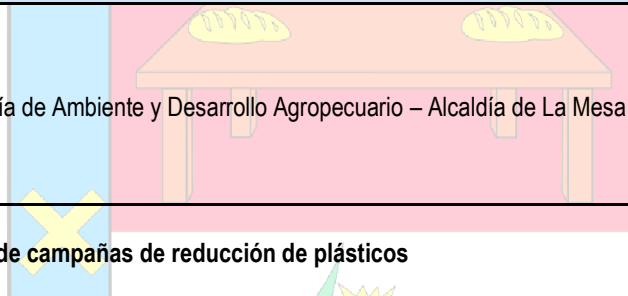 ía de Ambiente y Desarrollo Agropecuario – Alcaldía de La Mesa
de campañas de reducción de plásticos